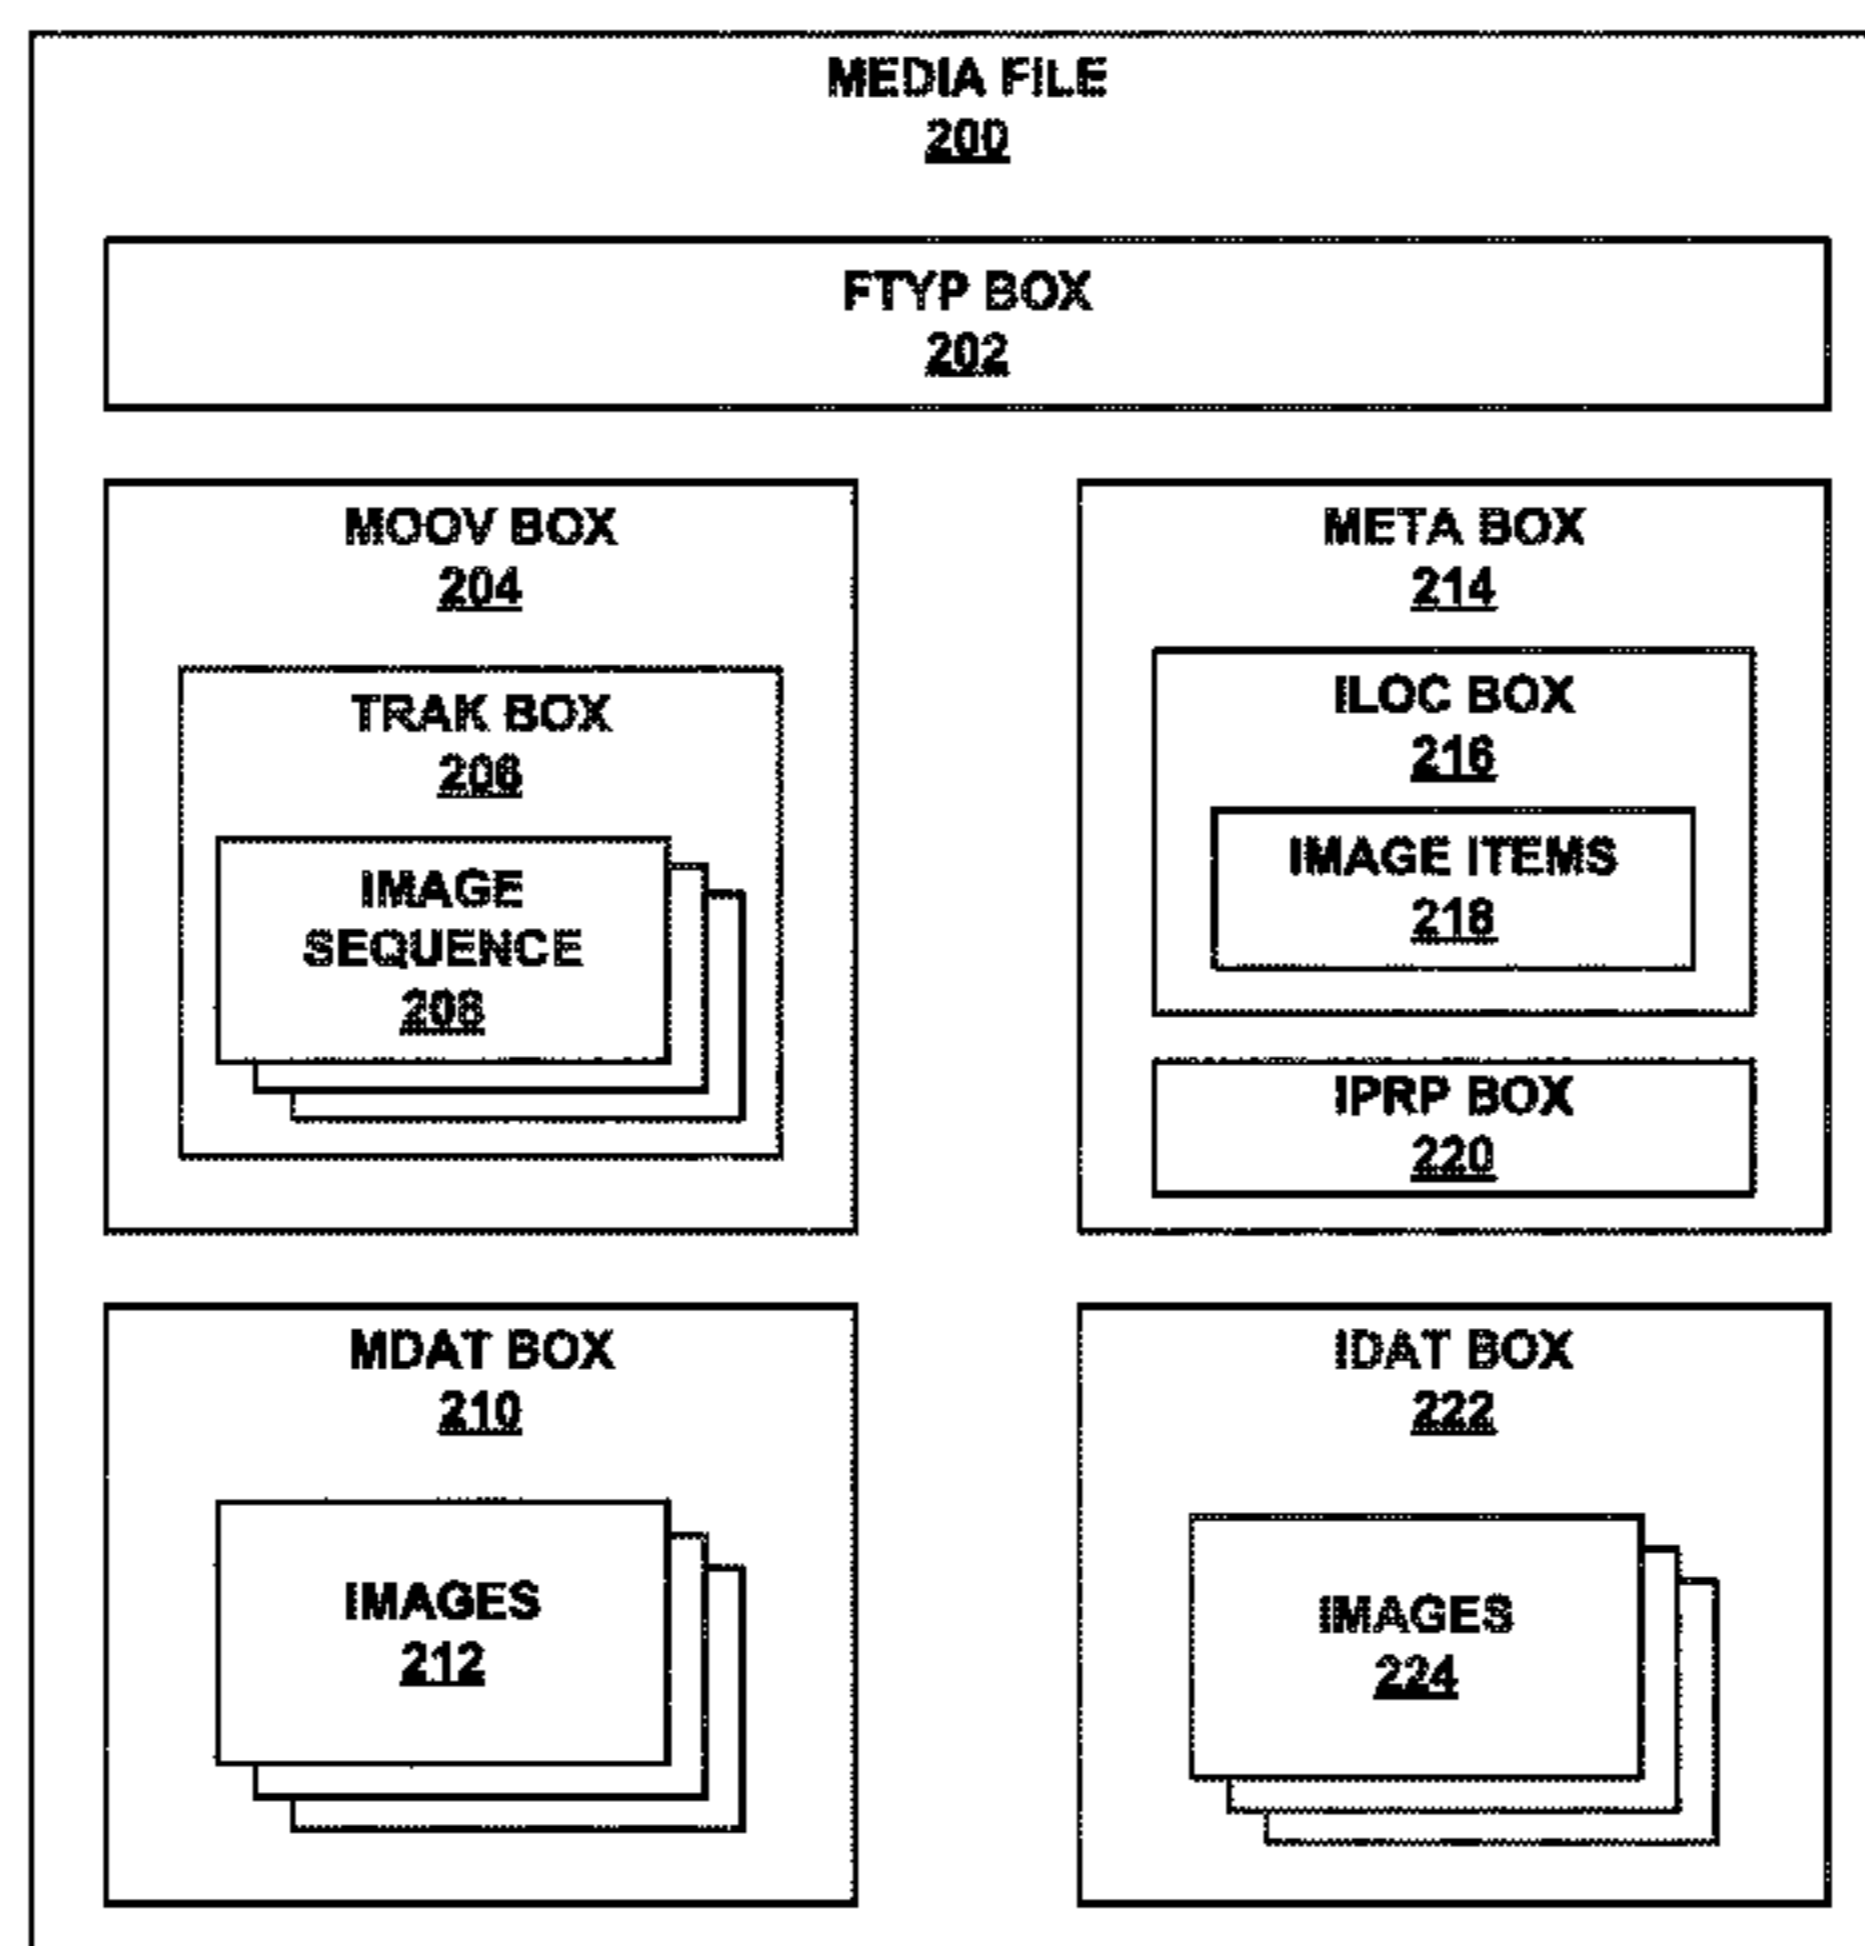 MEDIA FILE
200
FTYP BOX
202
MOOV BOX
204
TRAK BOX
206
IMAGE
SEQUENCE
208
META BOX
214
ILOC BOX
216
IMAGE ITEMS
218
IPRP BOX
220
MDAT BOX
210
IMAGES
212
IDAT BOX
222
IMAGES
224